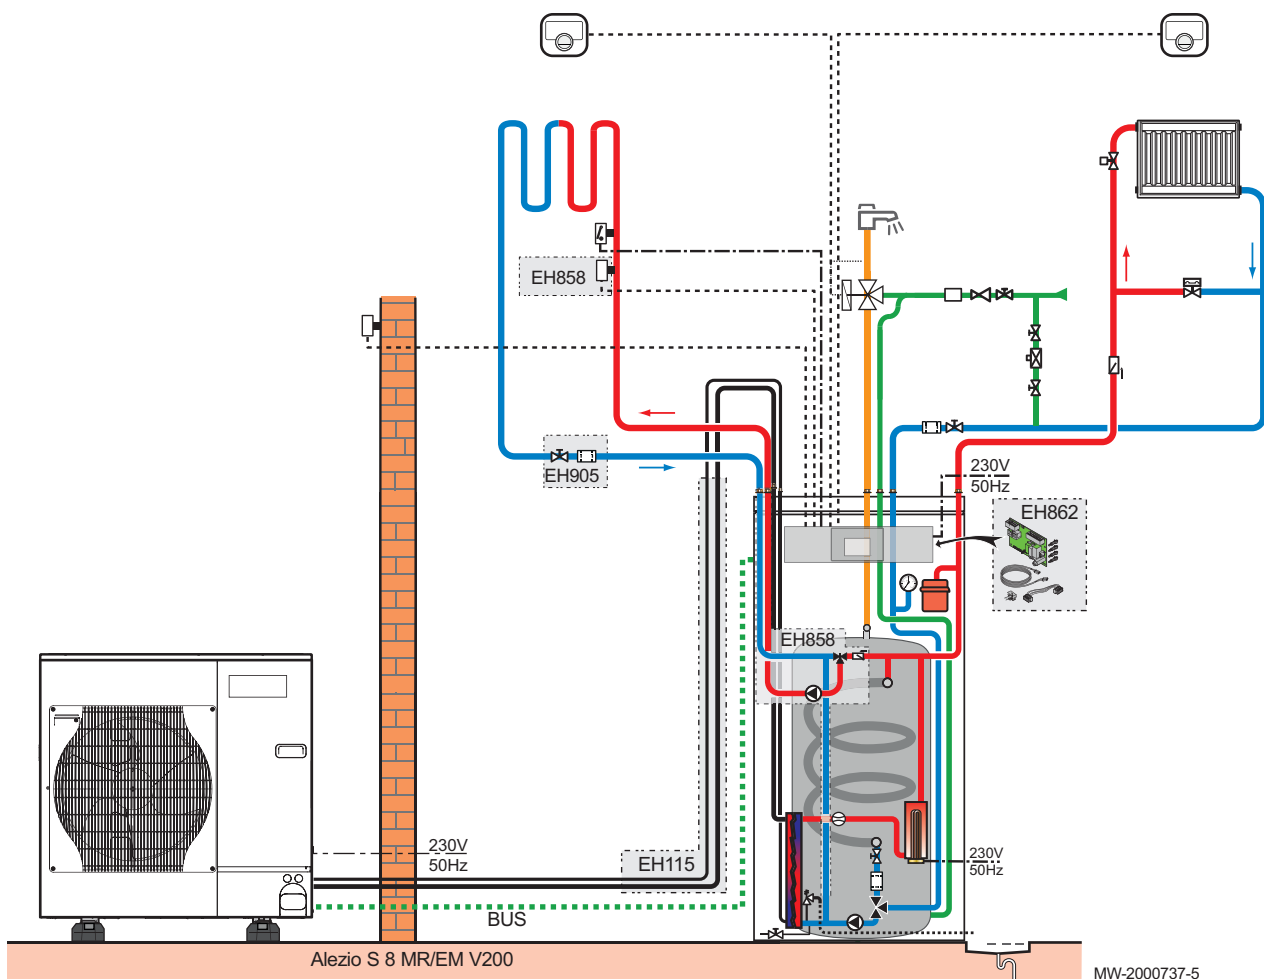 EH858
EH905
230V
50Hz
EH862
EH858
230V
50Hz
EH115
230V
50Hz
BUS
Alezio S 8 MR/EM V200
MW-2000737-5